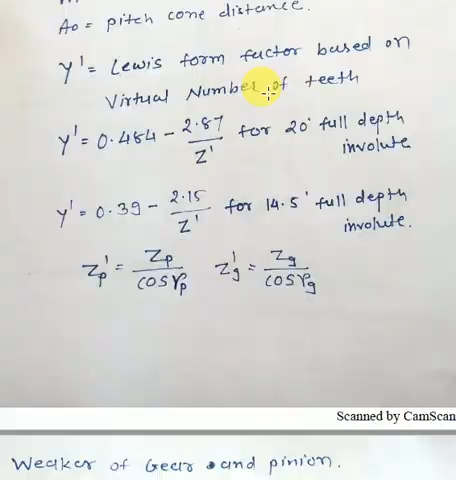 Ao = pitch cone distance.
Y' = Lewis form factor based on
Virtual Number of teeth
Y' = 0.484 - 2.87/Z' for 20° full depth
involute
Y' = 0.39 - 2.15/Z' for 14.5° full depth
involute.
Zp' = Zp/cosγp Zg' = Zg/cosγg
Scanned by CamScan
Weaker of Gear and pinion.